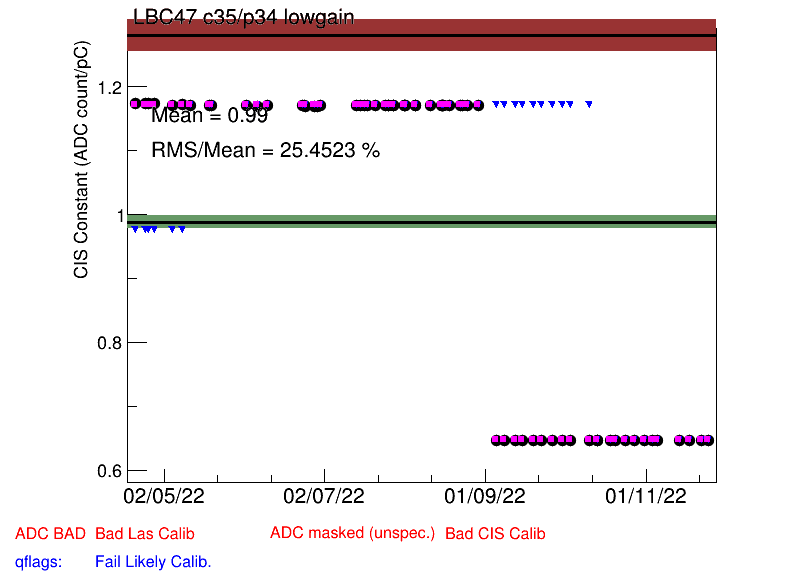 LBC47 c35/p34 lowgain
CIS Constant (ADC count/pC)
1.2
Mean = 0.99
RMS/Mean = 25.4523 %
1
0.8
0.6
02/05/22 02/07/22 01/09/22 01/11/22
ADC BAD Bad Las Calib ADC masked (unspec.) Bad CIS Calib
qflags: Fail Likely Calib.